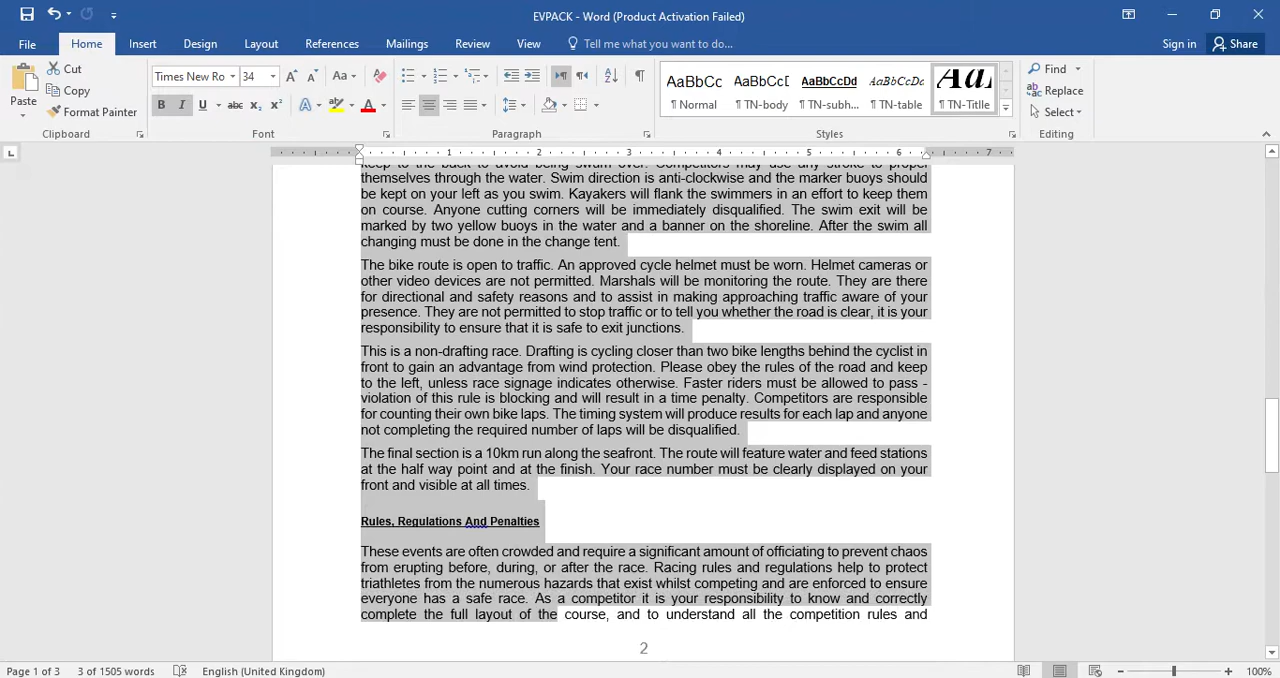 EVPACK - Word (Product Activation Failed)
File Home Insert Design Layout References Mailings Review View Tell me what you want to do... Sign in Share
Paste Cut Copy Format Painter
Clipboard
Times New Ro 34 Aa
B I U abc X₂ X² A A
Font
Paragraph
AaBbCc AaBbCcI AaBbCcDd AaBbCcDd Aa
¶ Normal ¶ TN-body ¶ TN-subh... ¶ TN-table ¶ TN-Title
Styles
Find
Replace
Select
Editing
1 2 3 4 5 6 7
keep to the back to avoid being swum over. Competitors may use any stroke to propel
themselves through the water. Swim direction is anti-clockwise and the marker buoys should
be kept on your left as you swim. Kayakers will flank the swimmers in an effort to keep them
on course. Anyone cutting corners will be immediately disqualified. The swim exit will be
marked by two yellow buoys in the water and a banner on the shoreline. After the swim all
changing must be done in the change tent.
The bike route is open to traffic. An approved cycle helmet must be worn. Helmet cameras or
other video devices are not permitted. Marshals will be monitoring the route. They are there
for directional and safety reasons and to assist in making approaching traffic aware of your
presence. They are not permitted to stop traffic or to tell you whether the road is clear, it is your
responsibility to ensure that it is safe to exit junctions.
This is a non-drafting race. Drafting is cycling closer than two bike lengths behind the cyclist in
front to gain an advantage from wind protection. Please obey the rules of the road and keep
to the left, unless race signage indicates otherwise. Faster riders must be allowed to pass -
violation of this rule is blocking and will result in a time penalty. Competitors are responsible
for counting their own bike laps. The timing system will produce results for each lap and anyone
not completing the required number of laps will be disqualified.
The final section is a 10km run along the seafront. The route will feature water and feed stations
at the half way point and at the finish. Your race number must be clearly displayed on your
front and visible at all times.
Rules, Regulations And Penalties
These events are often crowded and require a significant amount of officiating to prevent chaos
from erupting before, during, or after the race. Racing rules and regulations help to protect
triathletes from the numerous hazards that exist whilst competing and are enforced to ensure
everyone has a safe race. As a competitor it is your responsibility to know and correctly
complete the full layout of the course, and to understand all the competition rules and
2
Page 1 of 3 3 of 1505 words English (United Kingdom) 100%